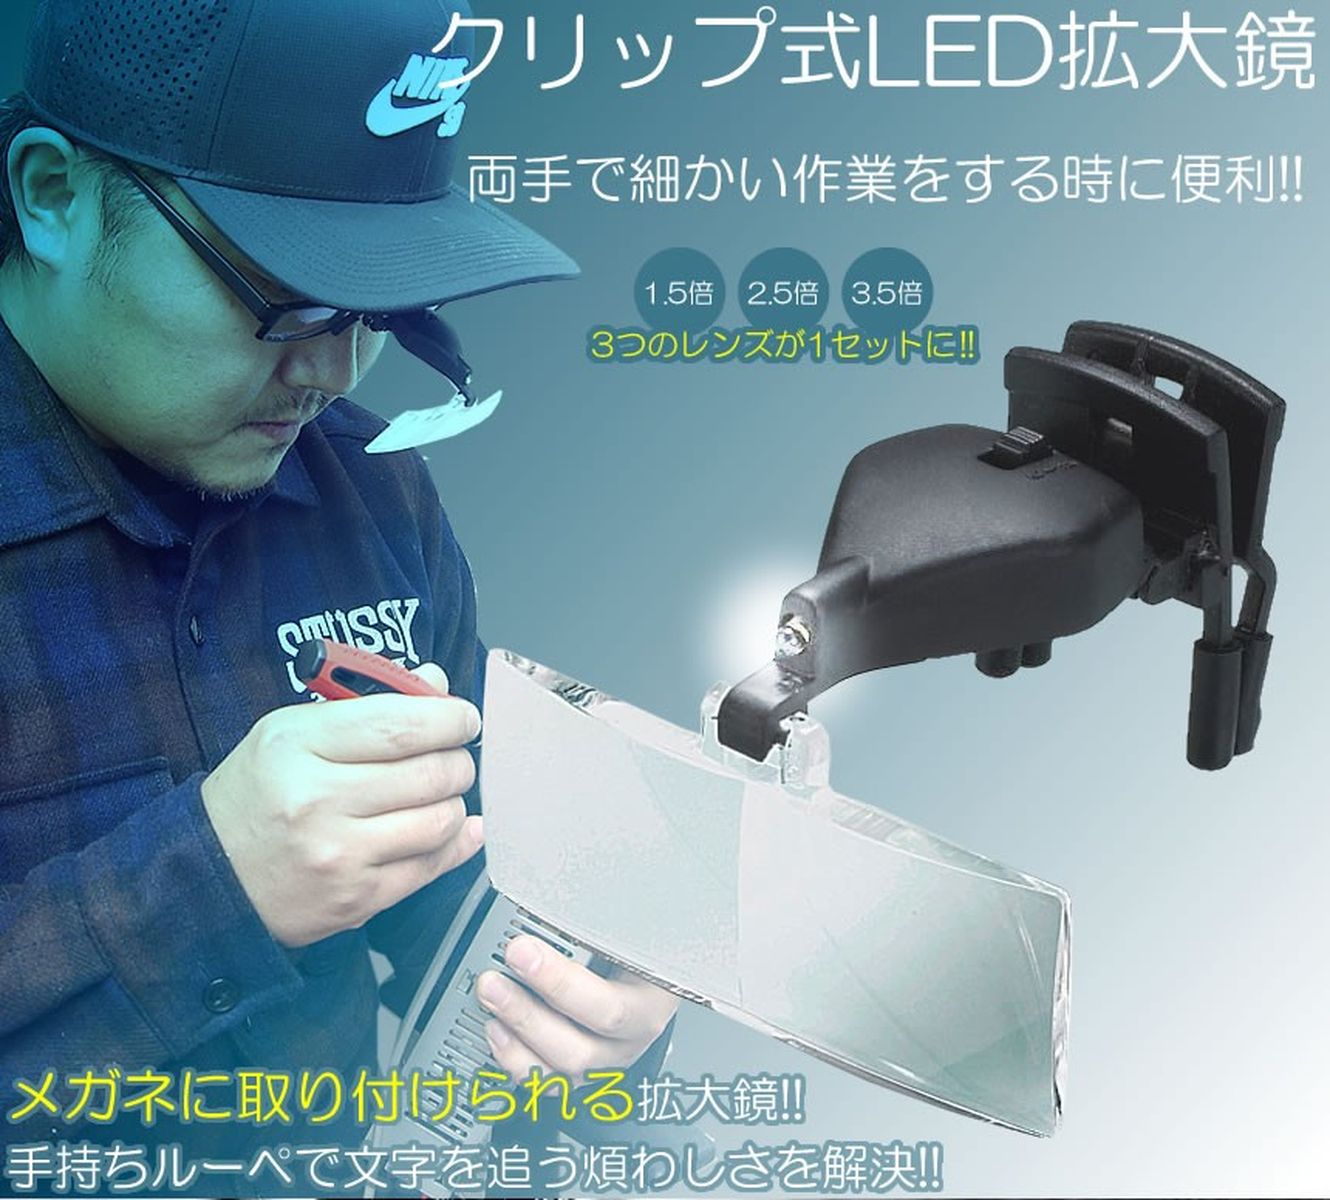 クリップ式LED拡大鏡
両手で細かい作業をする時に便利!!
1.5倍 2.5倍 3.5倍
3つのレンズが1セットに!!
STÜSSY
メガネに取り付けられる拡大鏡!!
手持ちルーペで文字を追う煩わしさを解決!!